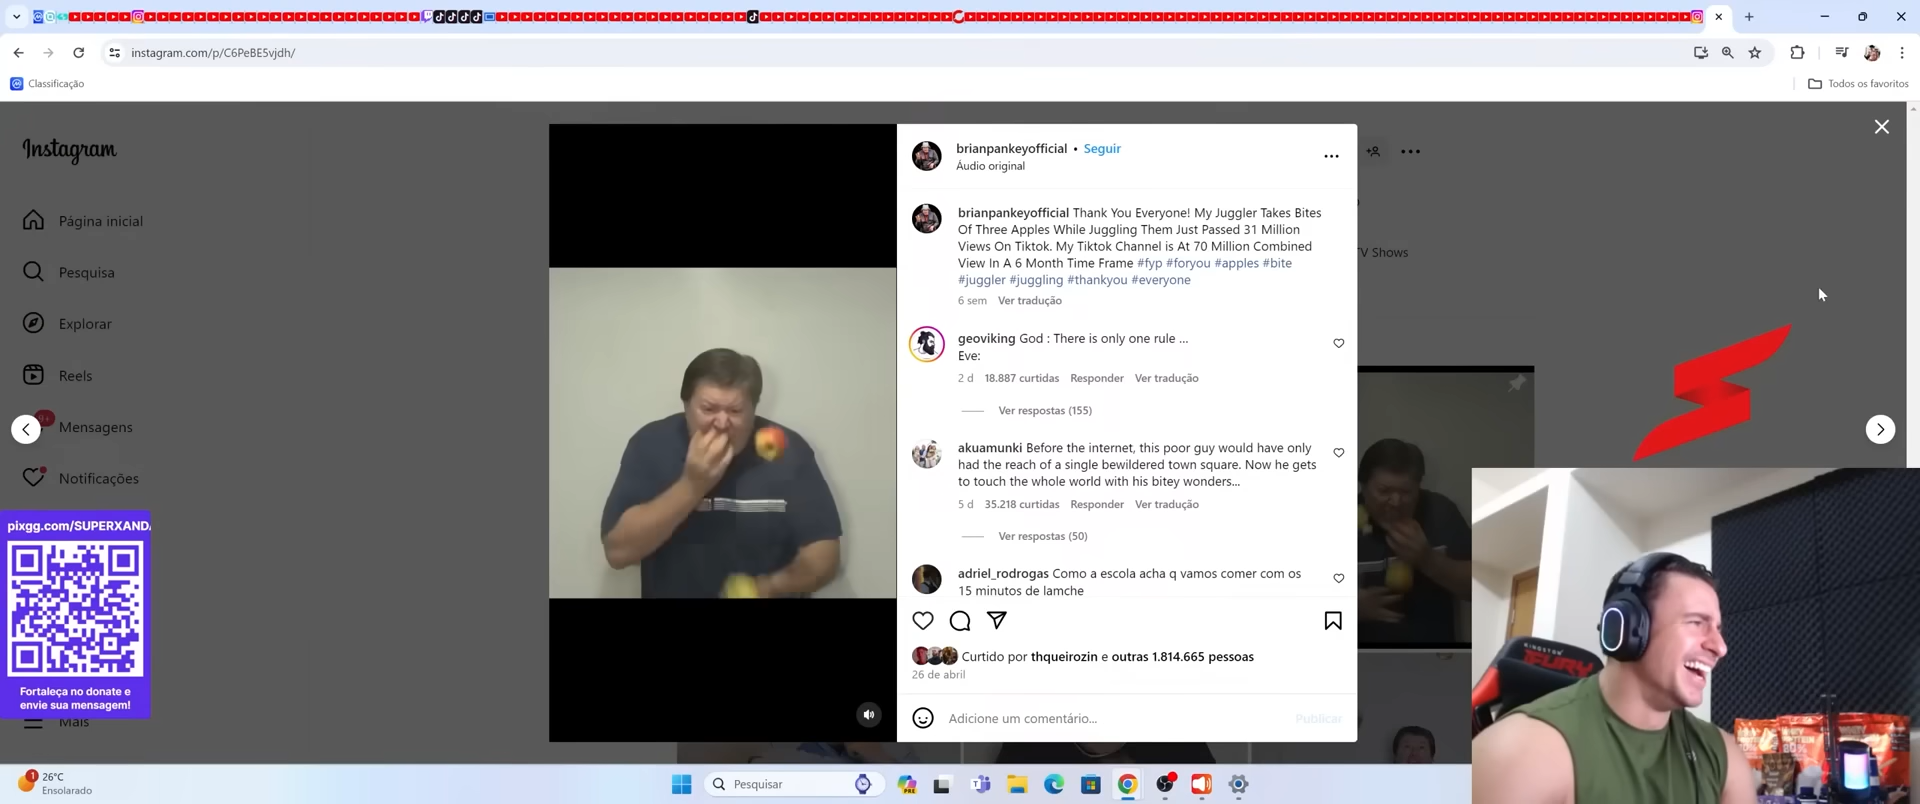 instagram.com/p/C6PeBE5vjdh/
Classificação
Todos os favoritos
Instagram
Página inicial
Pesquisa
Explorar
Reels
9+
Mensagens
Notificações
Mais
pixgg.com/SUPERXAND
Fortaleça no donate e
envie sua mensagem!
brianpankeyofficial • Seguir
Áudio original
brianpankeyofficial Thank You Everyone! My Juggler Takes Bites
Of Three Apples While Juggling Them Just Passed 31 Million
Views On Tiktok. My Tiktok Channel is At 70 Million Combined
View In A 6 Month Time Frame #fyp #foryou #apples #bite
#juggler #juggling #thankyou #everyone
6 sem Ver tradução
geoviking God : There is only one rule ...
Eve:
2 d 18.887 curtidas Responder Ver tradução
Ver respostas (155)
akuamunki Before the internet, this poor guy would have only
had the reach of a single bewildered town square. Now he gets
to touch the whole world with his bitey wonders...
5 d 35.218 curtidas Responder Ver tradução
Ver respostas (50)
adriel_rodrogas Como a escola acha q vamos comer com os
15 minutos de lamche
Curtido por thqueirozin e outras 1.814.665 pessoas
26 de abril
Adicione um comentário...
Publicar
TV Shows
KINGSTON
FURY
1
26°C
Ensolarado
Pesquisar
PRE